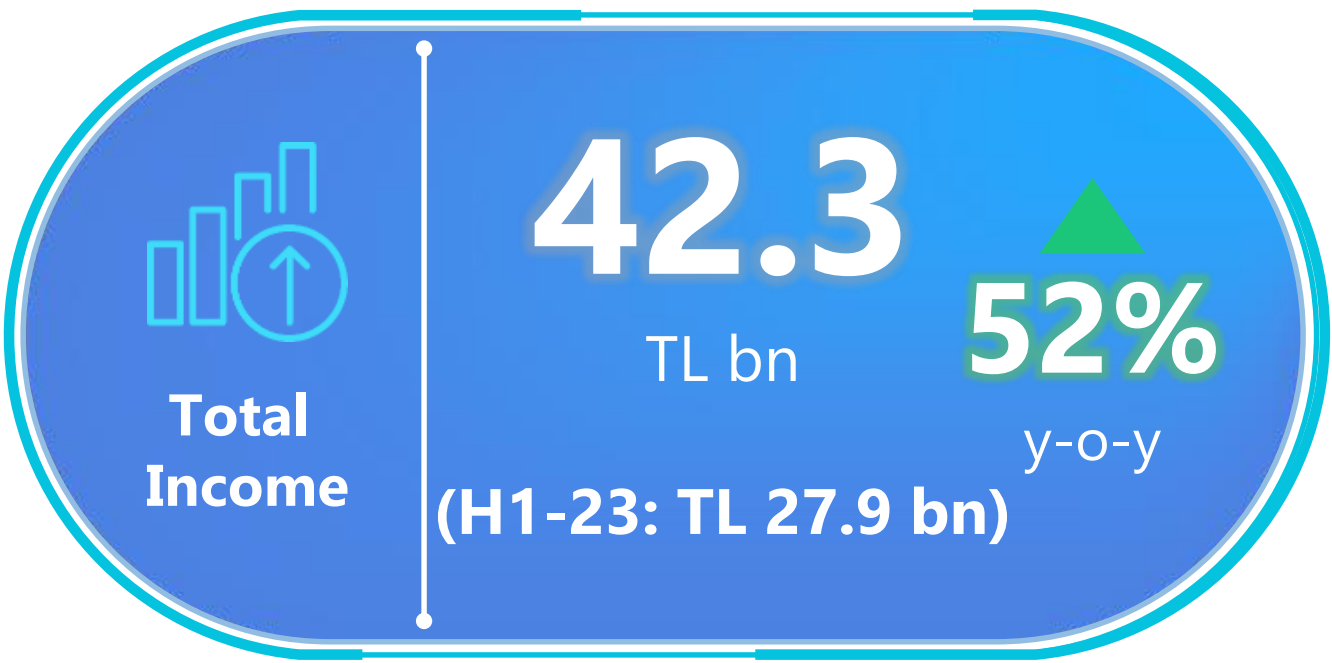 Total
Income
42.3
TL bn
(H1-23: TL 27.9 bn)
52%
y-o-y